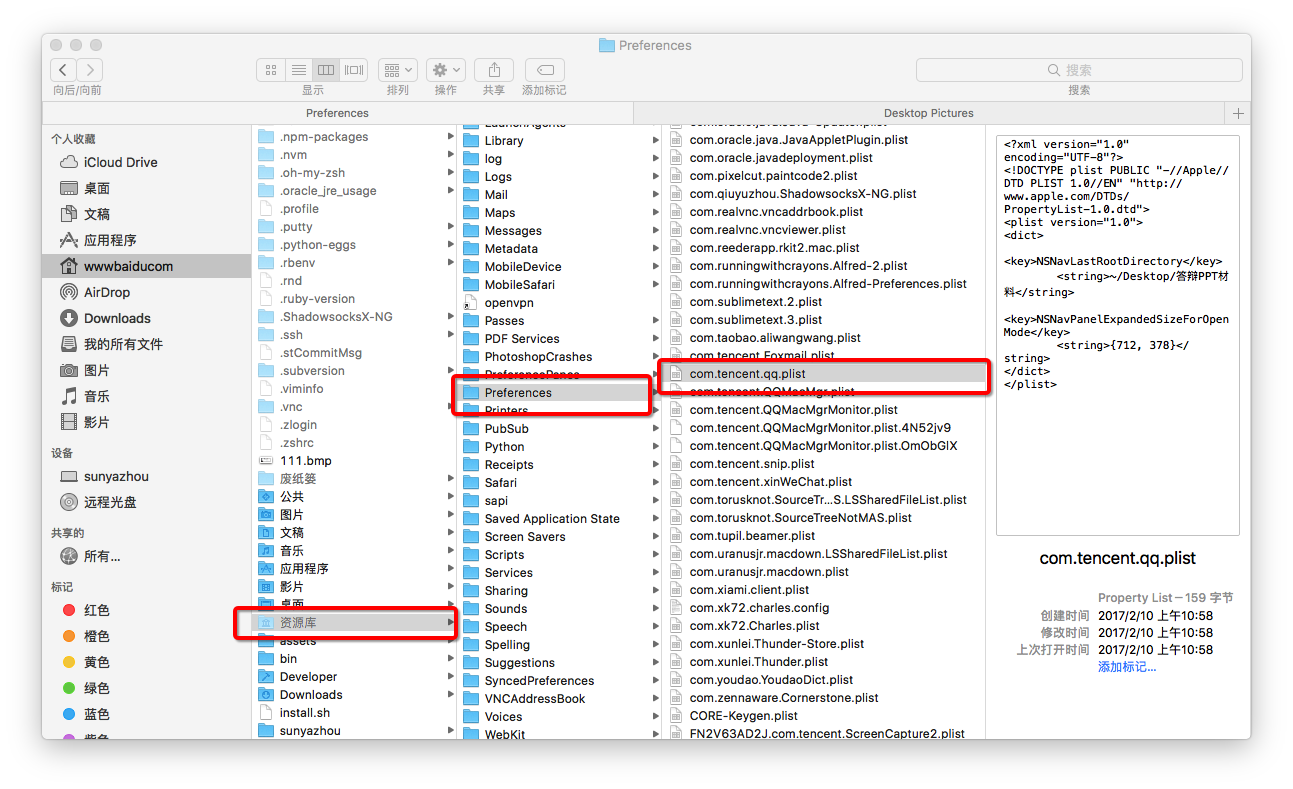 Preferences
向后/向前
显示
排列
操作
共享
添加标记
搜索
搜索
Preferences
Desktop Pictures
个人收藏
iCloud Drive
桌面
文稿
应用程序
wwwbaiducom
AirDrop
Downloads
我的所有文件
图片
音乐
影片
设备
sunyazhou
远程光盘
共享的
所有...
标记
红色
橙色
黄色
绿色
蓝色
紫色
.npm-packages
.nvm
.oh-my-zsh
.oracle_jre_usage
.profile
.putty
.python-eggs
.rbenv
.rnd
.ruby-version
.ShadowsocksX-NG
.ssh
.stCommitMsg
.subversion
.viminfo
.vnc
.zlogin
.zshrc
111.bmp
废纸篓
公共
图片
文稿
音乐
应用程序
影片
桌面
资源库
assets
bin
Developer
Downloads
install.sh
sunyazhou
LaunchAgents
Library
log
Logs
Mail
Maps
Messages
Metadata
MobileDevice
MobileSafari
openvpn
Passes
PDF Services
PhotoshopCrashes
PreferencePanes
Preferences
Printers
PubSub
Python
Receipts
Safari
sapi
Saved Application State
Screen Savers
Scripts
Services
Sharing
Sounds
Speech
Spelling
Suggestions
SyncedPreferences
VNCAddressBook
Voices
WebKit
com.oracle.java.JavaAppletPlugin.plist
com.oracle.javadeployment.plist
com.pixelcut.paintcode2.plist
com.qiuyuzhou.ShadowsocksX-NG.plist
com.realvnc.vncaddrbook.plist
com.realvnc.vncviewer.plist
com.reederapp.rkit2.mac.plist
com.runningwithcrayons.Alfred-2.plist
com.runningwithcrayons.Alfred-Preferences.plist
com.sublimetext.2.plist
com.sublimetext.3.plist
com.taobao.aliwangwang.plist
com.tencent.Foxmail.plist
com.tencent.qq.plist
com.tencent.QQMacMgr.plist
com.tencent.QQMacMgrMonitor.plist
com.tencent.QQMacMgrMonitor.plist.4N52jv9
com.tencent.QQMacMgrMonitor.plist.OmObGlX
com.tencent.snip.plist
com.tencent.xinWeChat.plist
com.torusknot.SourceTr...S.LSSharedFileList.plist
com.torusknot.SourceTreeNotMAS.plist
com.tupil.beamer.plist
com.uranusjr.macdown.LSSharedFileList.plist
com.uranusjr.macdown.plist
com.xiami.client.plist
com.xk72.charles.config
com.xk72.Charles.plist
com.xunlei.Thunder-Store.plist
com.xunlei.Thunder.plist
com.youdao.YoudaoDict.plist
com.zennaware.Cornerstone.plist
CORE-Keygen.plist
FN2V63AD2J.com.tencent.ScreenCapture2.plist
<?xml version="1.0"
encoding="UTF-8"?>
<!DOCTYPE plist PUBLIC "-//Apple//
DTD PLIST 1.0//EN" "http://
www.apple.com/DTDs/
PropertyList-1.0.dtd">
<plist version="1.0">
<dict>
<key>NSNavLastRootDirectory</key>
<string>~/Desktop/答辩PPT材
料</string>
<key>NSNavPanelExpandedSizeForOpen
Mode</key>
<string>{712, 378}</
string>
</dict>
</plist>
com.tencent.qq.plist
Property List — 159 字节
创建时间 2017/2/10 上午10:58
修改时间 2017/2/10 上午10:58
上次打开时间 2017/2/10 上午10:58
添加标记...